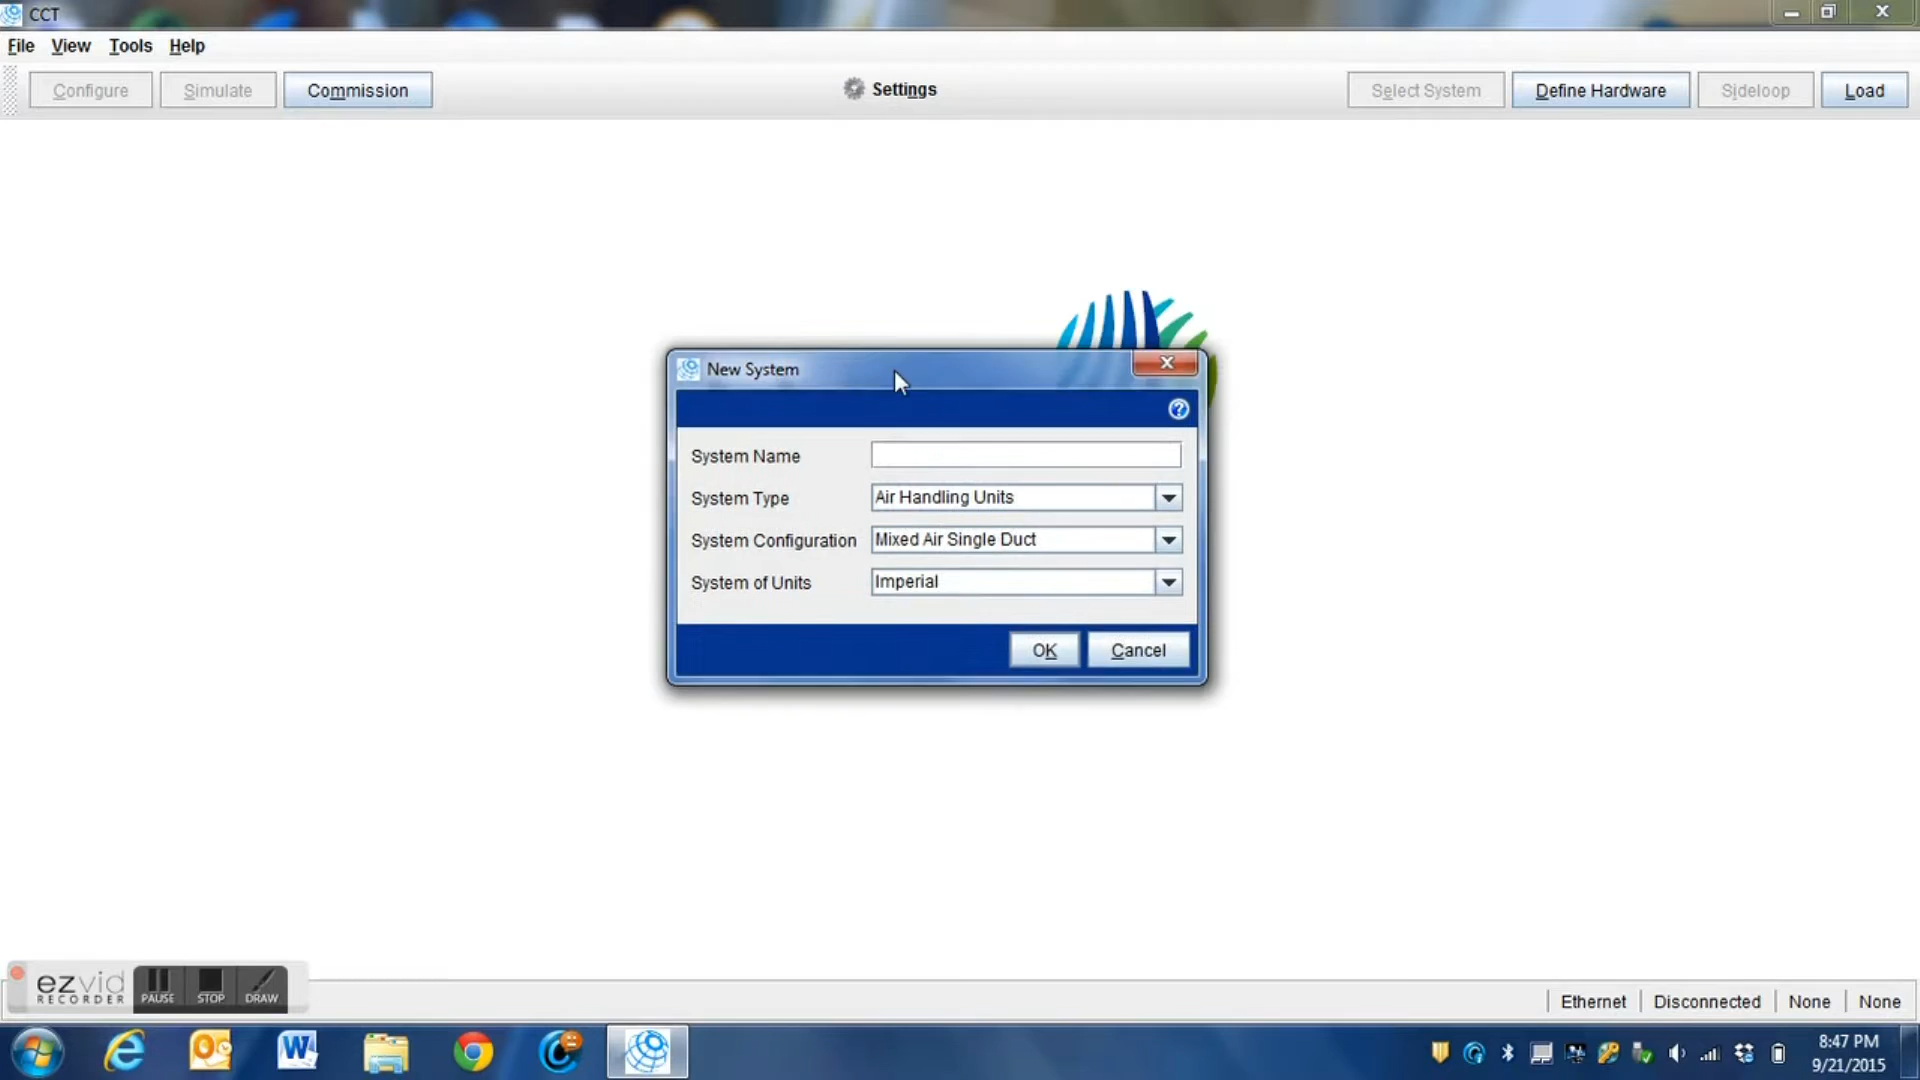 CCT
File View Tools Help
Configure Simulate Commission Settings Select System Define Hardware Sideloop Load
New System
System Name
System Type Air Handling Units
System Configuration Mixed Air Single Duct
System of Units Imperial
OK Cancel
ezvid
RECORDER
PAUSE STOP DRAW
Ethernet Disconnected None None
8:47 PM
9/21/2015